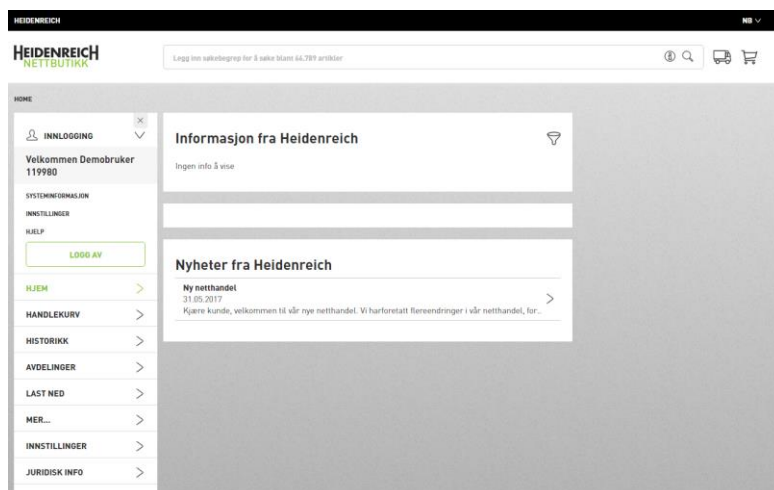 HEIDENREICH
NB
HEIDENREICH
NETTBUTIKK
Legg inn søkebegrep for å søke blant 66.789 artikler
HOME
INNLOGGING
Velkommen Demobruker
119980
SYSTEMINFORMASJON
INNSTILLINGER
HJELP
LOGG AV
HJEM
HANDLEKURV
HISTORIKK
AVDELINGER
LAST NED
MER...
INNSTILLINGER
JURIDISK INFO
Informasjon fra Heidenreich
Ingen info å vise
Nyheter fra Heidenreich
Ny netthandel
31.05.2017
Kjære kunde, velkommen til vår nye netthandel. Vi harforetatt flereendringer i vår netthandel, for..